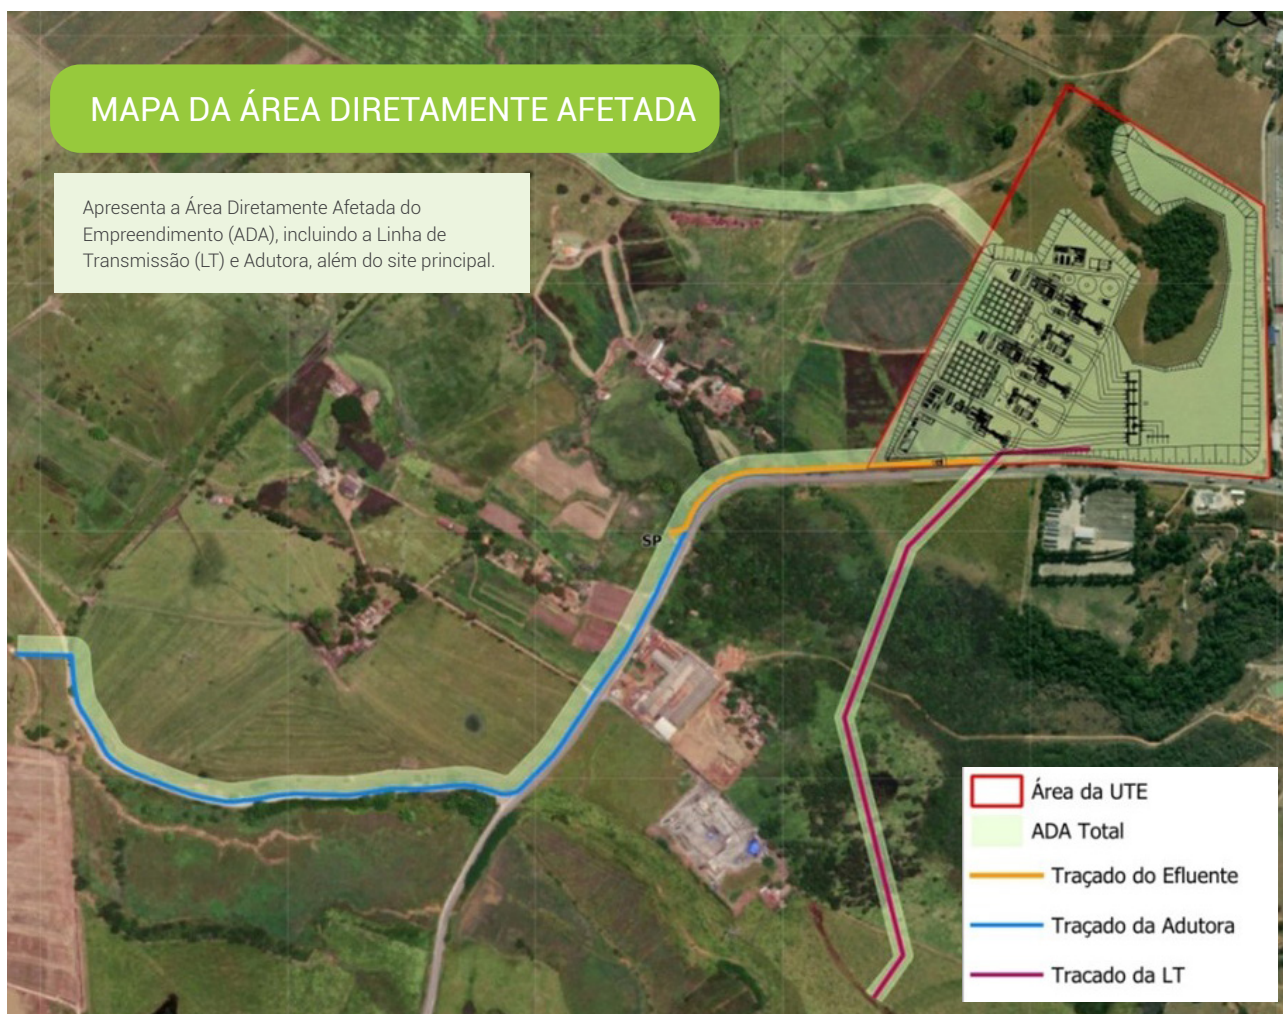 MAPA DA ÁREA DIRETAMENTE AFETADA
Apresenta a Área Diretamente Afetada do
Empreendimento (ADA), incluindo a Linha de
Transmissão (LT) e Adutora, além do site principal.
SP
Área da UTE
ADA Total
Traçado do Efluente
Traçado da Adutora
Tracado da LT